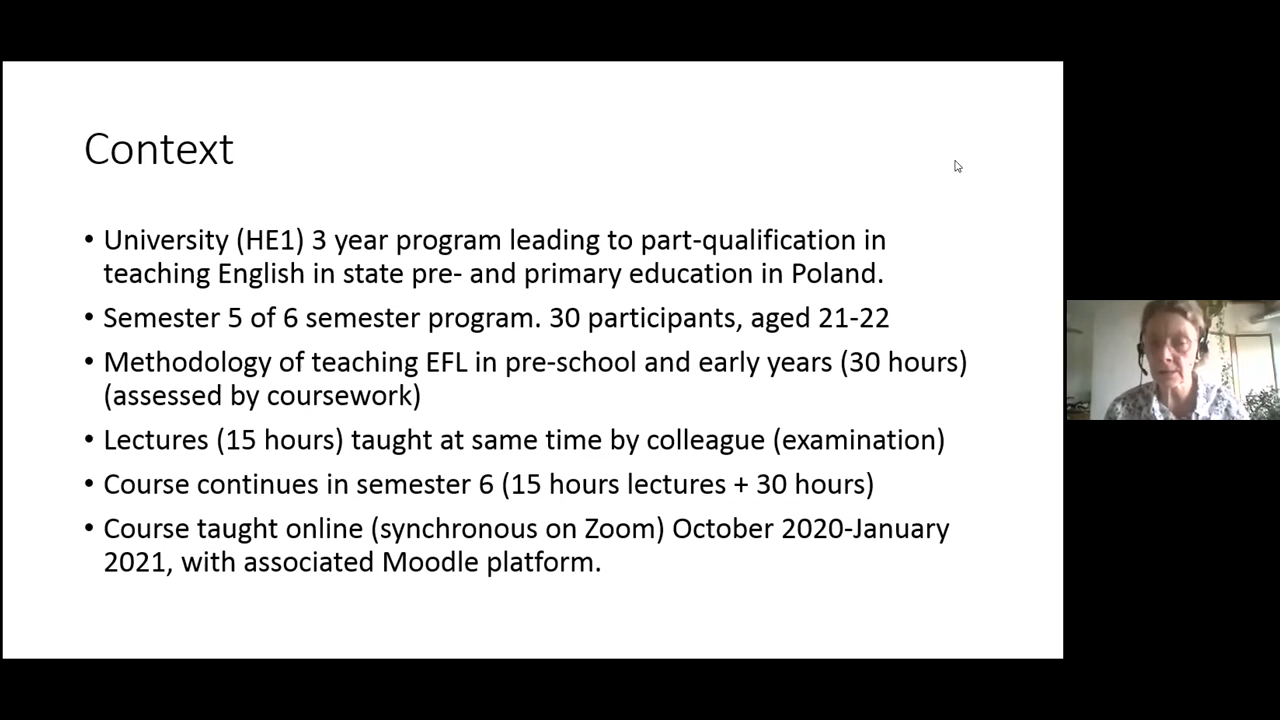 Context
• University (HE1) 3 year program leading to part-qualification in
teaching English in state pre- and primary education in Poland.
• Semester 5 of 6 semester program. 30 participants, aged 21-22
• Methodology of teaching EFL in pre-school and early years (30 hours)
(assessed by coursework)
• Lectures (15 hours) taught at same time by colleague (examination)
• Course continues in semester 6 (15 hours lectures + 30 hours)
• Course taught online (synchronous on Zoom) October 2020-January
2021, with associated Moodle platform.